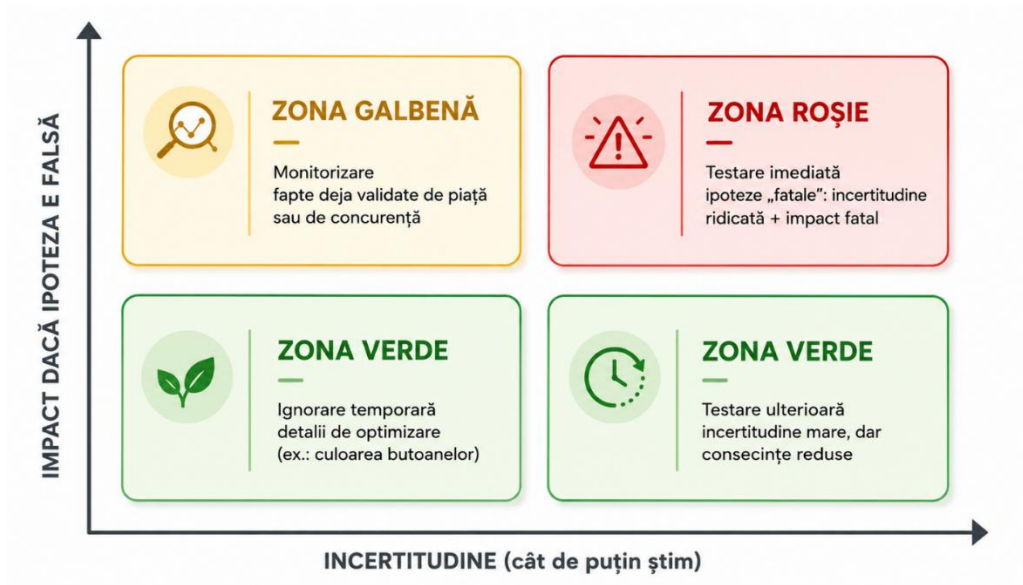 IMPACT DACĂ IPOTEZA E FALSĂ
ZONA GALBENĂ
Monitorizare
fapte deja validate de piață
sau de concurență
ZONA ROȘIE
Testare imediată
ipoteze „fatale”: incertitudine
ridicată + impact fatal
ZONA VERDE
Ignorare temporară
detalii de optimizare
(ex.: culoarea butoanelor)
ZONA VERDE
Testare ulterioară
incertitudine mare, dar
consecințe reduse
INCERTITUDINE (cât de puțin știm)